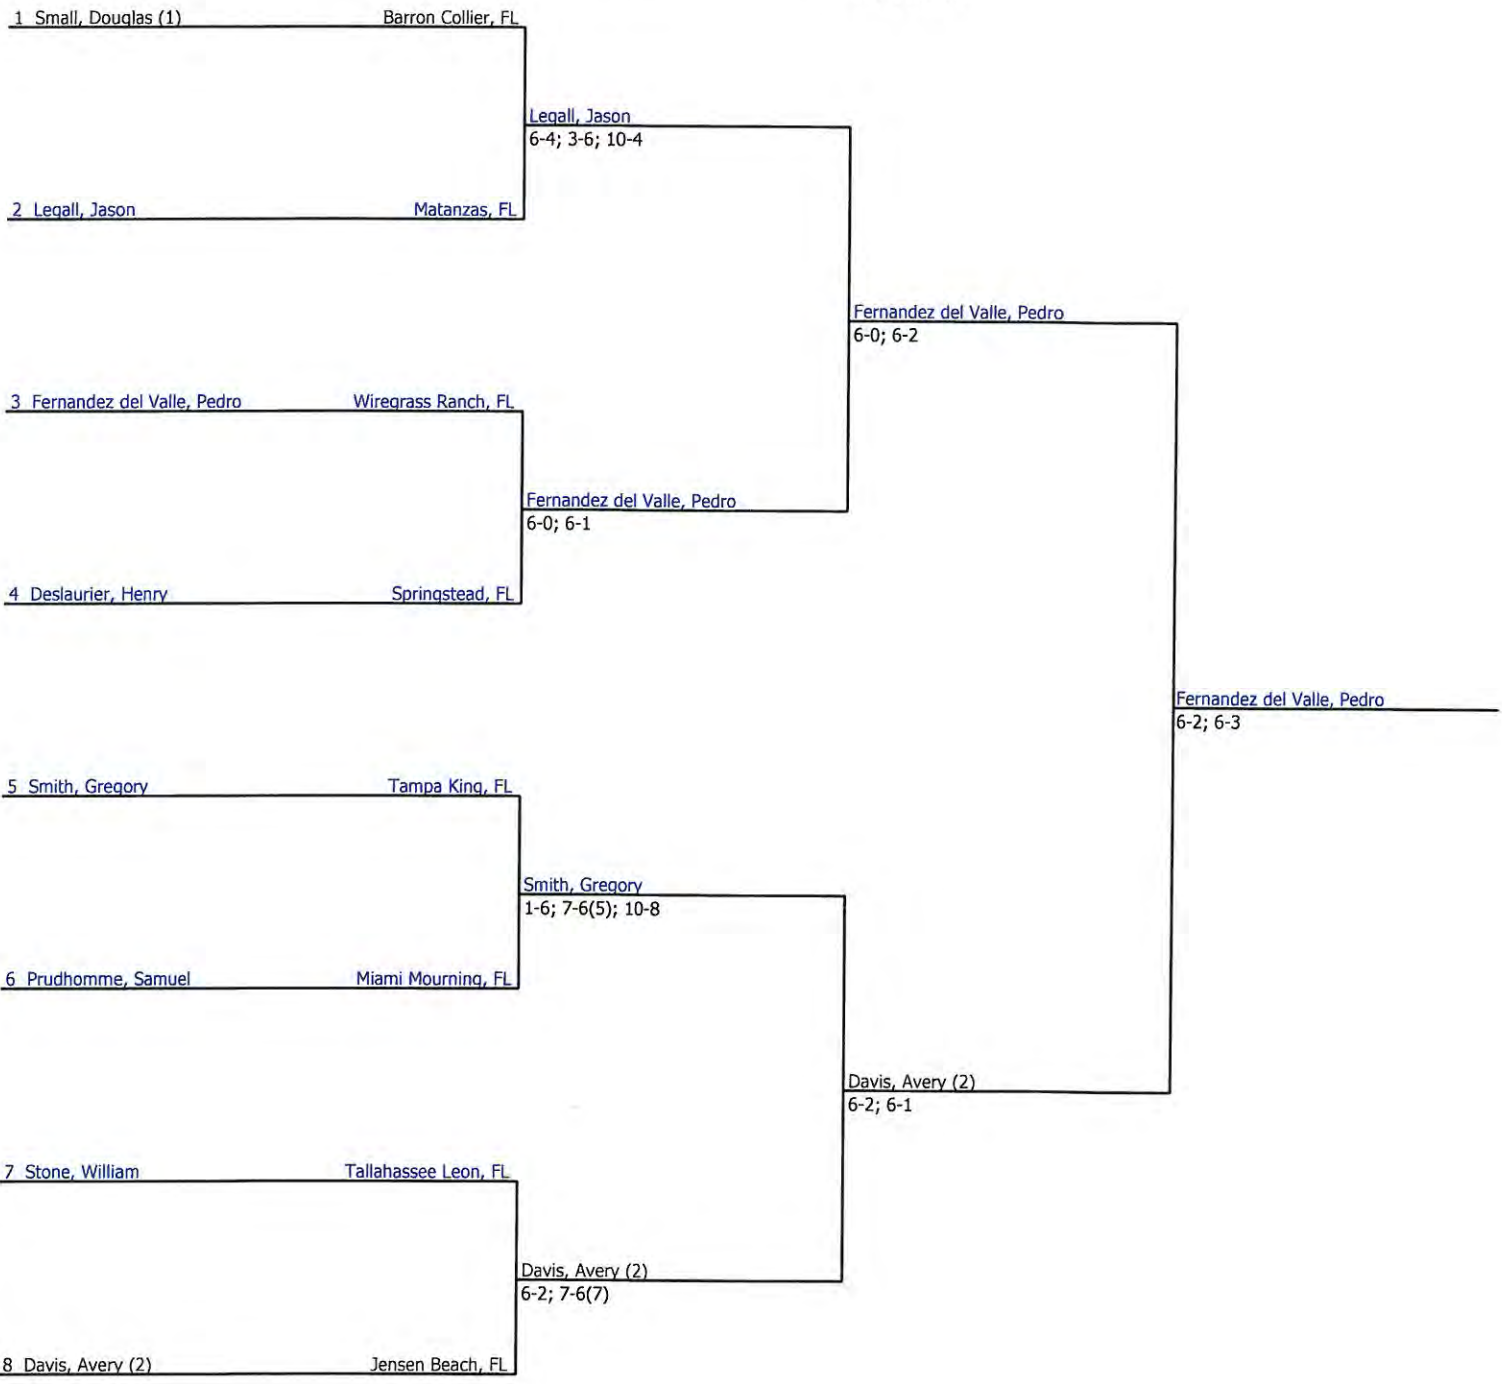 1 Small, Douglas (1) Barron Collier, FL
Legall, Jason
6-4; 3-6; 10-4
2 Legall, Jason Matanzas, FL
Fernandez del Valle, Pedro
6-0; 6-2
3 Fernandez del Valle, Pedro Wiregrass Ranch, FL
Fernandez del Valle, Pedro
6-0; 6-1
4 Deslaurier, Henry Springstead, FL
Fernandez del Valle, Pedro
6-2; 6-3
5 Smith, Gregory Tampa King, FL
Smith, Gregory
1-6; 7-6(5); 10-8
6 Prudhomme, Samuel Miami Mourning, FL
Davis, Avery (2)
6-2; 6-1
7 Stone, William Tallahassee Leon, FL
Davis, Avery (2)
6-2; 7-6(7)
8 Davis, Avery (2) Jensen Beach, FL